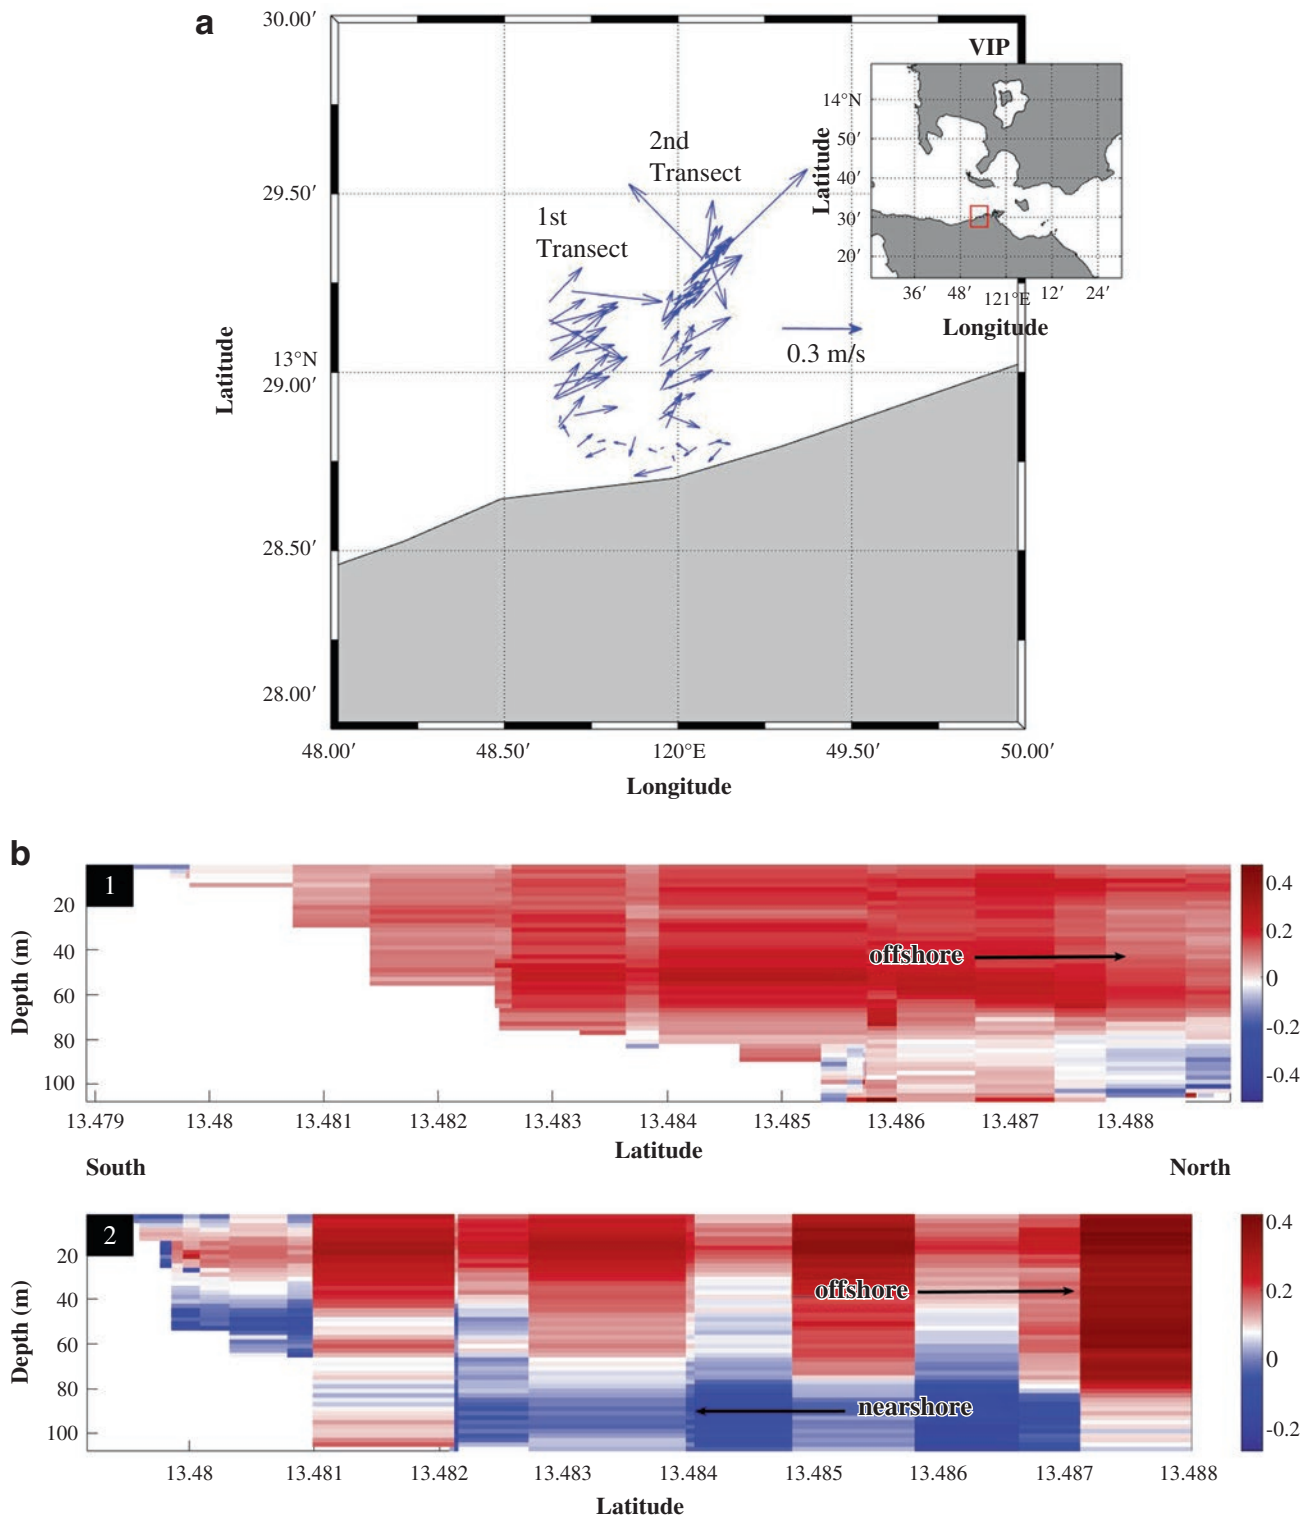 a
30.00′
29.50′
13°N
29.00′
28.50′
28.00′
Latitude
1st
Transect
2nd
Transect
0.3 m/s
48.00′ 48.50′ 120°E 49.50′ 50.00′
Longitude
VIP
14°N
50′
40′
30′
20′
Latitude
36′ 48′ 121°E 12′ 24′
Longitude
b
1
20
40
60
80
100
Depth (m)
offshore
0.4
0.2
0
-0.2
-0.4
13.479 13.48 13.481 13.482 13.483 13.484 13.485 13.486 13.487 13.488
Latitude
South North
2
20
40
60
80
100
Depth (m)
offshore
nearshore
0.4
0.2
0
-0.2
13.48 13.481 13.482 13.483 13.484 13.485 13.486 13.487 13.488
Latitude